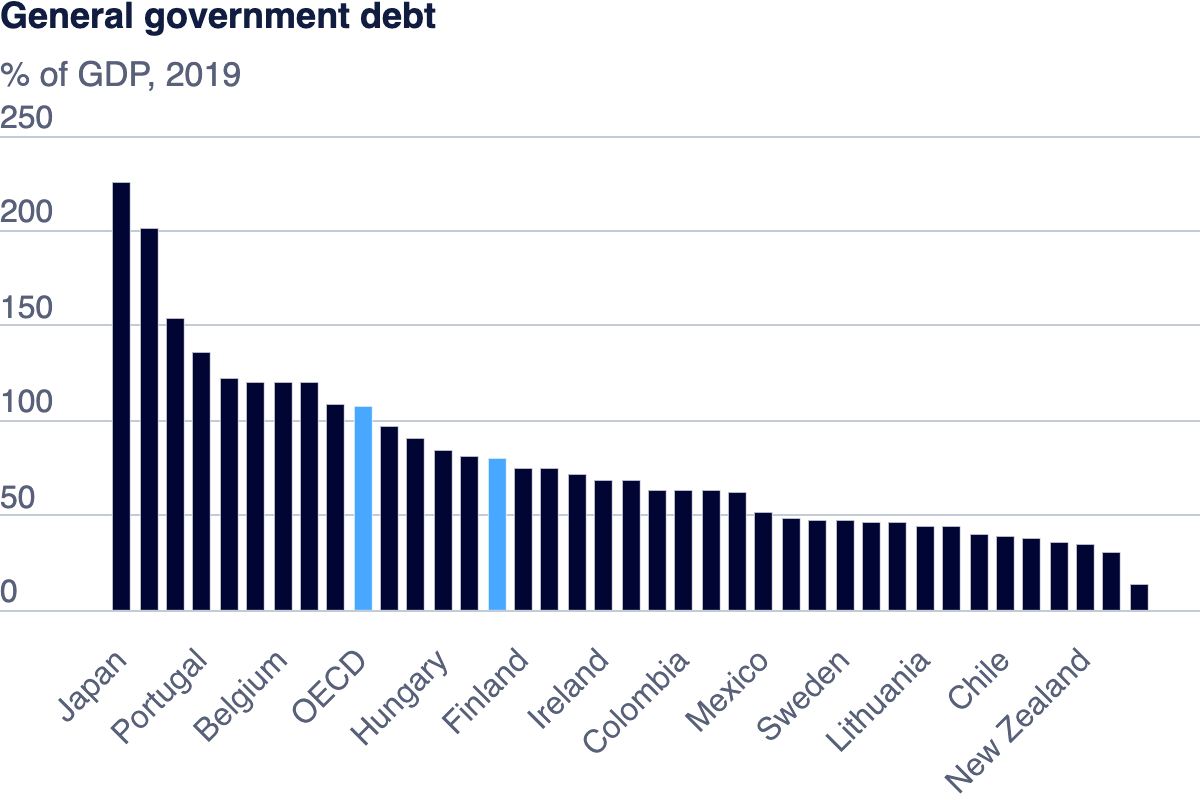 General government debt
% of GDP, 2019
250
200
150
100
50
0
Japan
Portugal
Belgium
OECD
Hungary
Finland
Ireland
Colombia
Mexico
Sweden
Lithuania
Chile
New Zealand